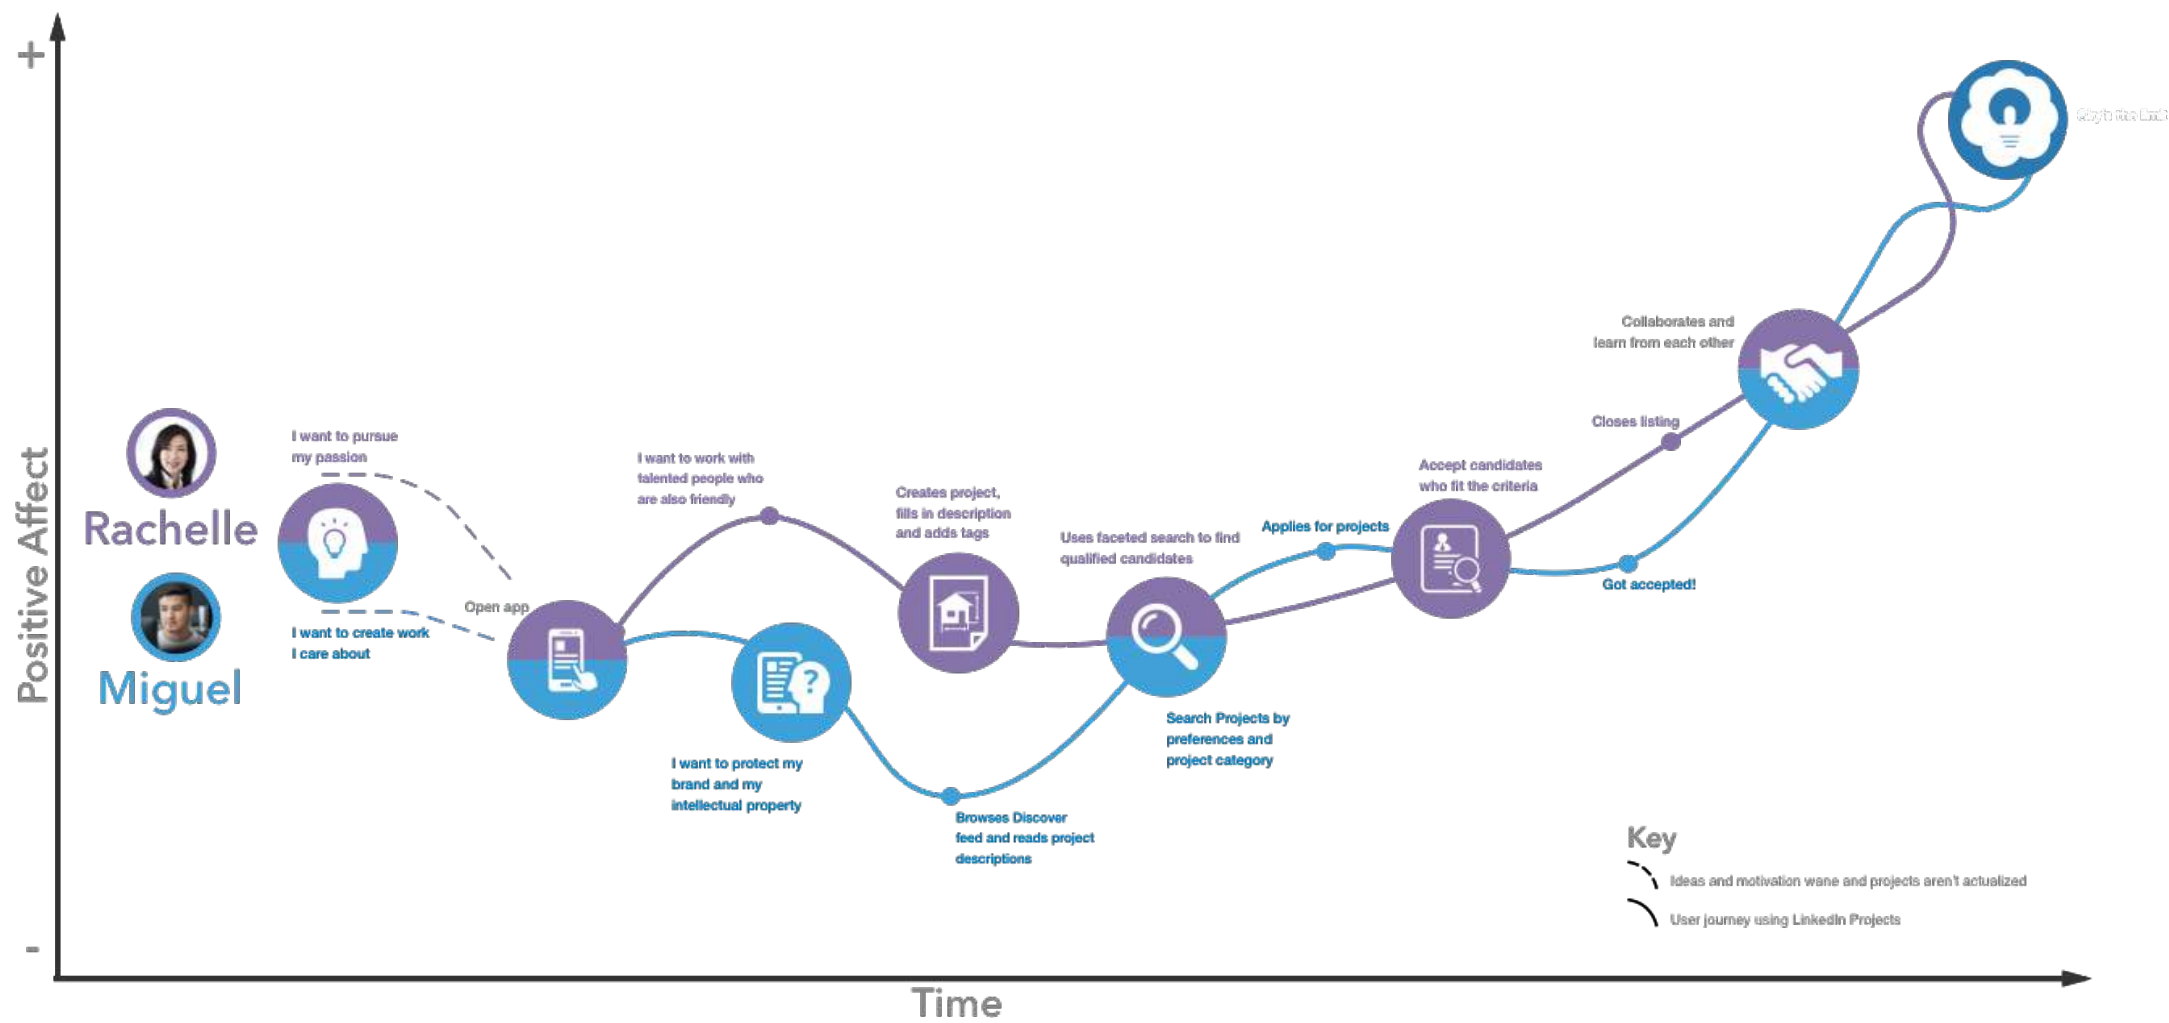 +
Positive Affect
-
Time
Rachelle
Miguel
I want to pursue
my passion
I want to create work
I care about
Open app
I want to work with
talented people who
are also friendly
I want to protect my
brand and my
intellectual property
Creates project,
fills in description
and adds tags
Browses Discover
feed and reads project
descriptions
Uses faceted search to find
qualified candidates
Search Projects by
preferences and
project category
Applies for projects
Accept candidates
who fit the criteria
Got accepted!
Closes listing
Collaborates and
learn from each other
?
Key
Ideas and motivation wane and projects aren't actualized
User journey using LinkedIn Projects